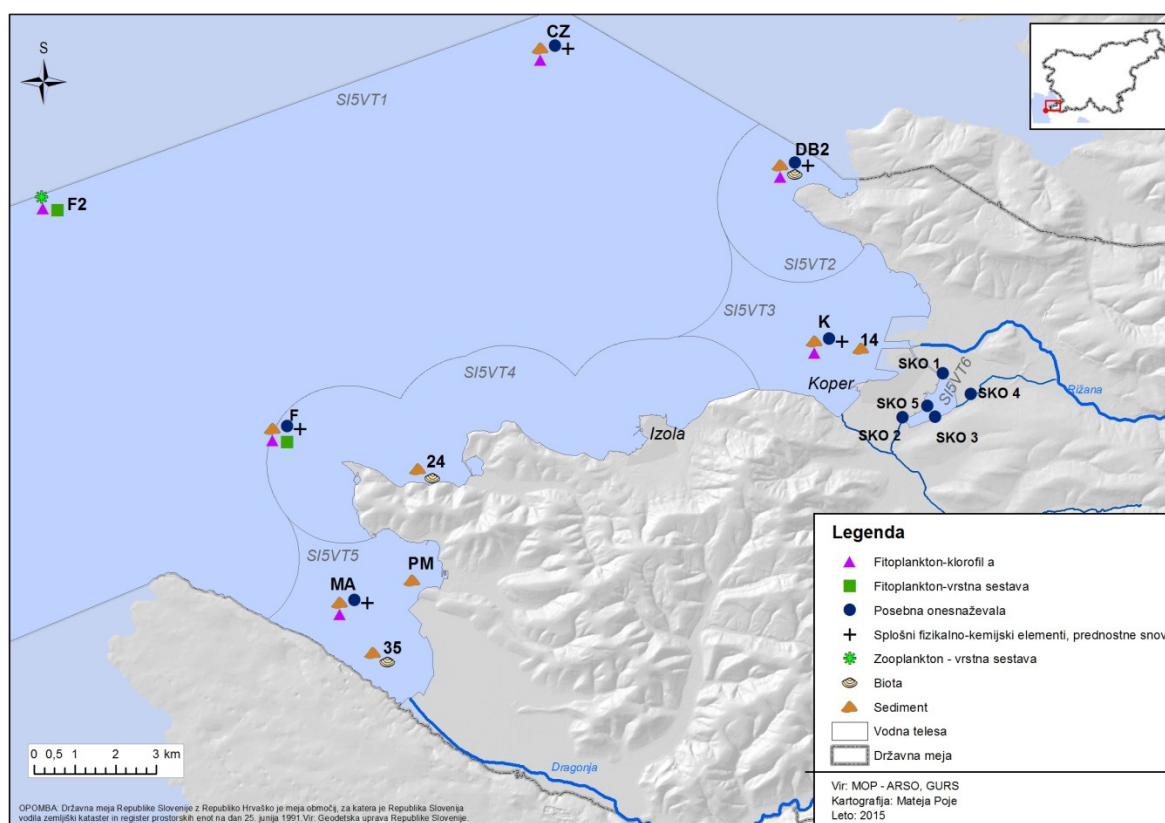 S
CZ
SI5VT1
DB2
F2
SI5VT2
SI5VT3
K
14
SKO 1
Koper
SI5VT6
SKO 4
Rižana
SI5VT4
SKO 5
SKO 2
SKO 3
F
Izola
24
SI5VT5
PM
MA
35
Dragonja
0 0,5 1 2 3 km
Legenda
Fitoplankton-klorofil a
Fitoplankton-vrstna sestava
Posebna onesnaževala
Splošni fizikalno-kemijski elementi, prednostne snov
Zooplankton - vrstna sestava
Biota
Sediment
Vodna telesa
Državna meja
Vir: MOP - ARSO, GURS
Kartografija: Mateja Poje
Leto: 2015
OPOMBA: Državna meja Republike Slovenije z Republiko Hrvaško je meja območij, za katera je Republika Slovenija
vodila zemljiški kataster in register prostorskih enot na dan 25. junija 1991.Vir: Geodetska uprava Republike Slovenije.